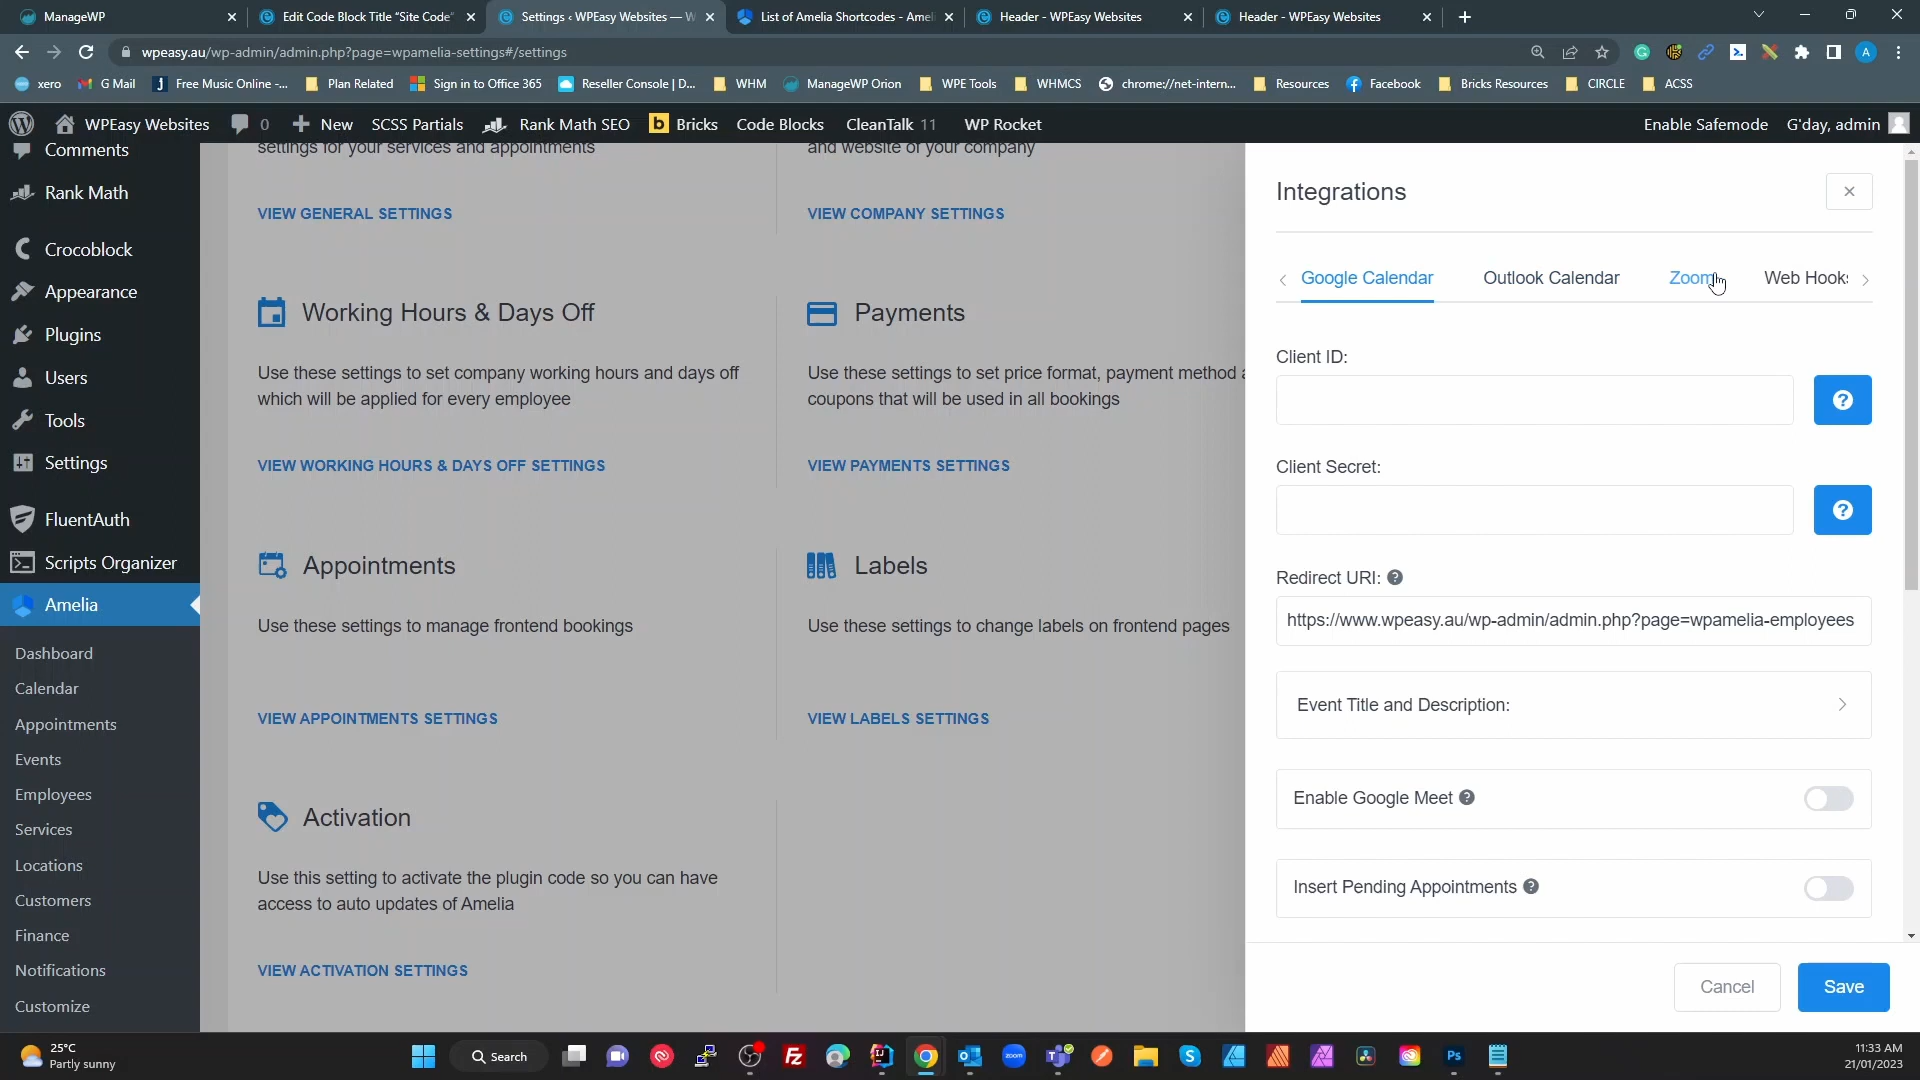 ManageWP
Edit Code Block Title "Site Code"
Settings ‹ WPEasy Websites — W
List of Amelia Shortcodes - Amel
Header - WPEasy Websites
Header - WPEasy Websites
wpeasy.au/wp-admin/admin.php?page=wpamelia-settings#/settings
A
xero
G Mail
Free Music Online -...
Plan Related
Sign in to Office 365
Reseller Console | D...
WHM
ManageWP Orion
WPE Tools
WHMCS
chrome://net-intern...
Resources
Facebook
Bricks Resources
CIRCLE
ACSS
WPEasy Websites
0
New
SCSS Partials
Rank Math SEO
b Bricks
Code Blocks
CleanTalk 11
WP Rocket
Enable Safemode
G'day, admin
Comments
Rank Math
Crocoblock
Appearance
Plugins
Users
Tools
Settings
FluentAuth
Scripts Organizer
Amelia
Dashboard
Calendar
Appointments
Events
Employees
Services
Locations
Customers
Finance
Notifications
Customize
settings for your services and appointments
VIEW GENERAL SETTINGS
and website of your company
VIEW COMPANY SETTINGS
Working Hours & Days Off
Use these settings to set company working hours and days off
which will be applied for every employee
VIEW WORKING HOURS & DAYS OFF SETTINGS
Payments
Use these settings to set price format, payment method
coupons that will be used in all bookings
VIEW PAYMENTS SETTINGS
Appointments
Use these settings to manage frontend bookings
VIEW APPOINTMENTS SETTINGS
Labels
Use these settings to change labels on frontend pages
VIEW LABELS SETTINGS
Activation
Use this setting to activate the plugin code so you can have
access to auto updates of Amelia
VIEW ACTIVATION SETTINGS
Integrations
Google Calendar
Outlook Calendar
Zoom
Web Hooks
Client ID:
Client Secret:
Redirect URI:
https://www.wpeasy.au/wp-admin/admin.php?page=wpamelia-employees
Event Title and Description:
Enable Google Meet
Insert Pending Appointments
Cancel
Save
25°C
Partly sunny
Search
zoom
Ps
11:33 AM
21/01/2023